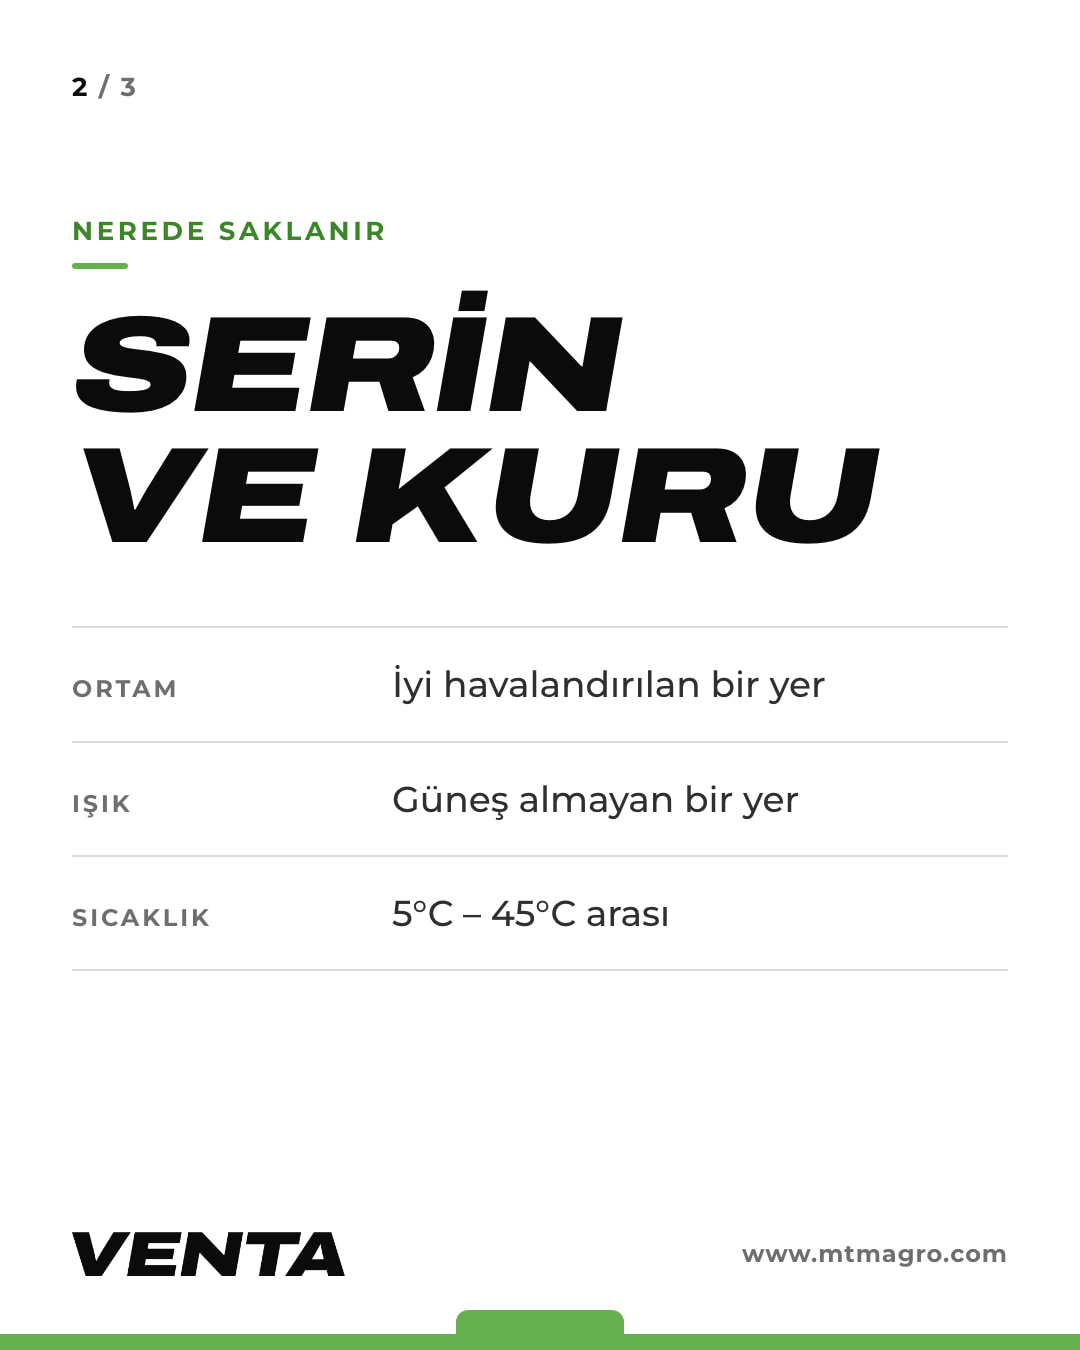 2 / 3
NEREDE SAKLANIR
SERİN
VE KURU
ORTAM İyi havalandırılan bir yer
IŞIK Güneş almayan bir yer
SICAKLIK 5°C – 45°C arası
VENTA www.mtmagro.com